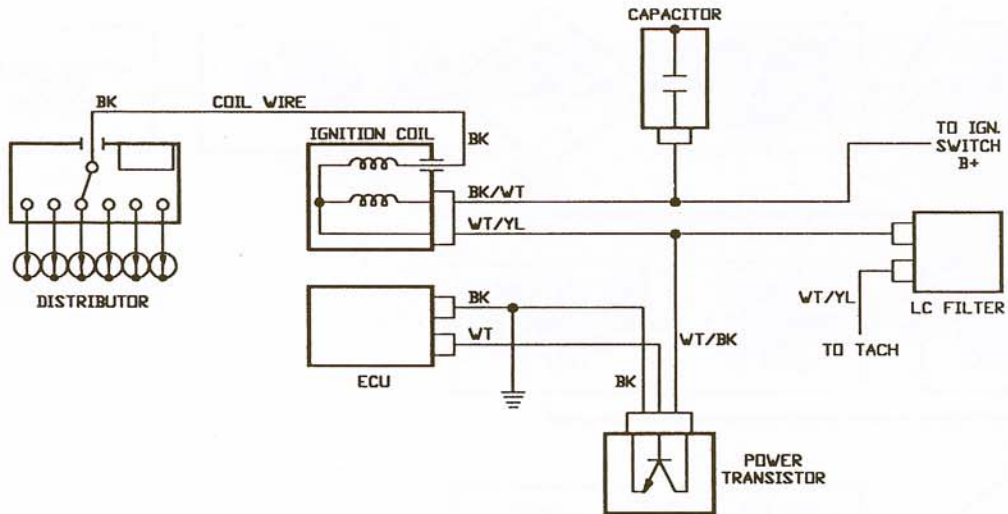 CAPACITOR
BK
COIL WIRE
IGNITION COIL
BK
TO IGN.
SWITCH
B+
BK/WT
WT/YL
DISTRIBUTOR
BK
WT
ECU
WT/BK
BK
WT/YL
LC FILTER
TO TACH
POWER
TRANSISTOR